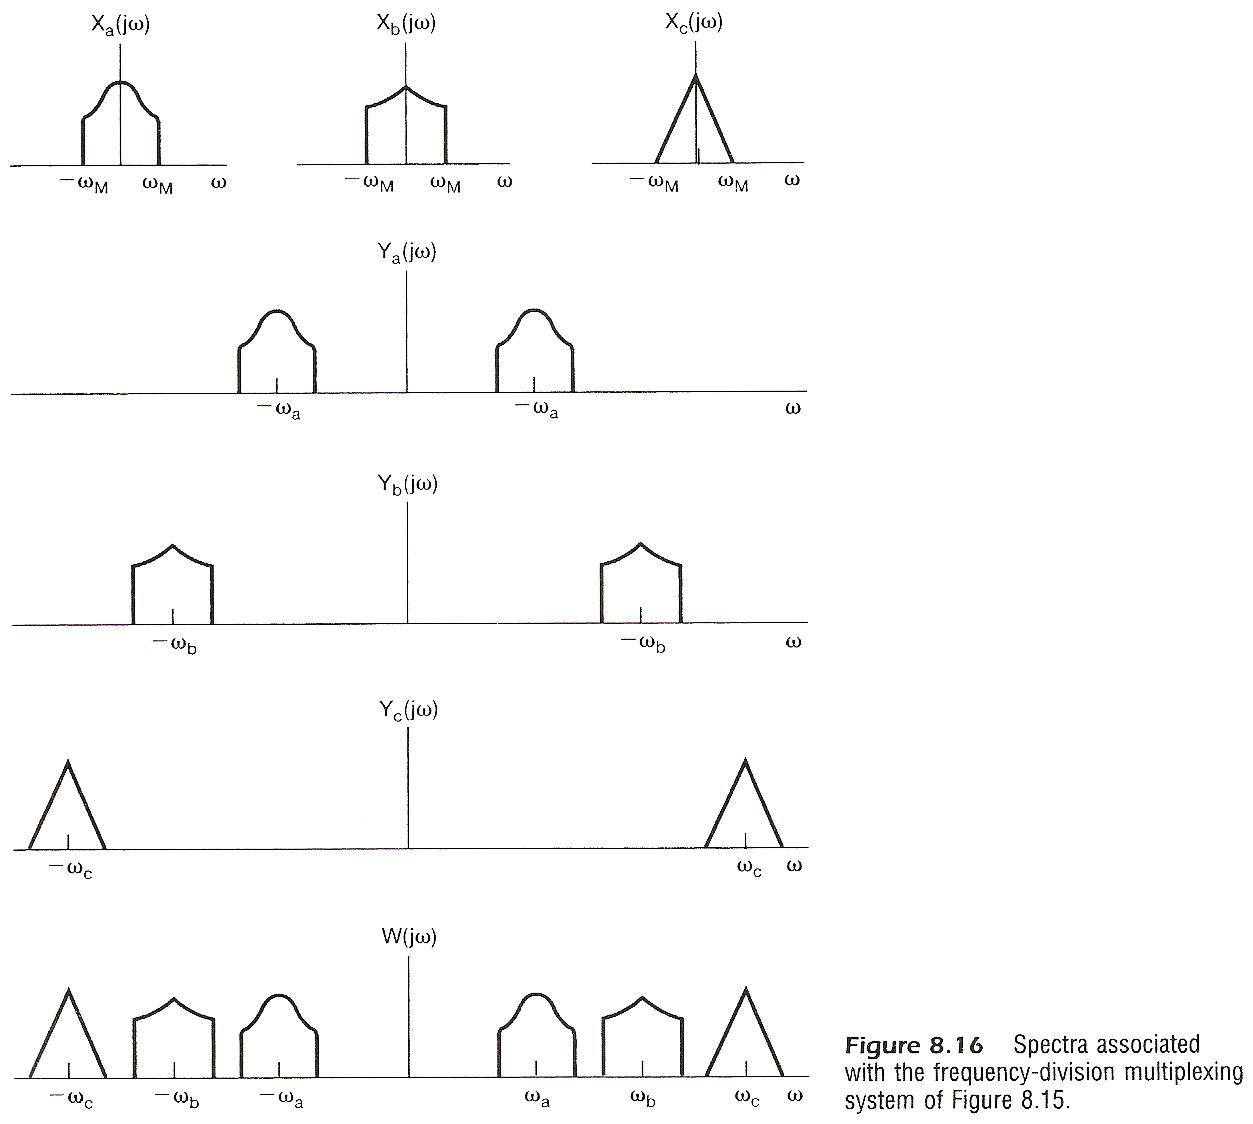 Xa(jω) Xb(jω) Xc(jω)
−ωM ωM ω −ωM ωM ω −ωM ωM ω
Ya(jω)
−ωa −ωa ω
Yb(jω)
−ωb −ωb ω
Yc(jω)
−ωc ωc ω
W(jω)
−ωc −ωb −ωa ωa ωb ωc ω
Figure 8.16 Spectra associated
with the frequency-division multiplexing
system of Figure 8.15.